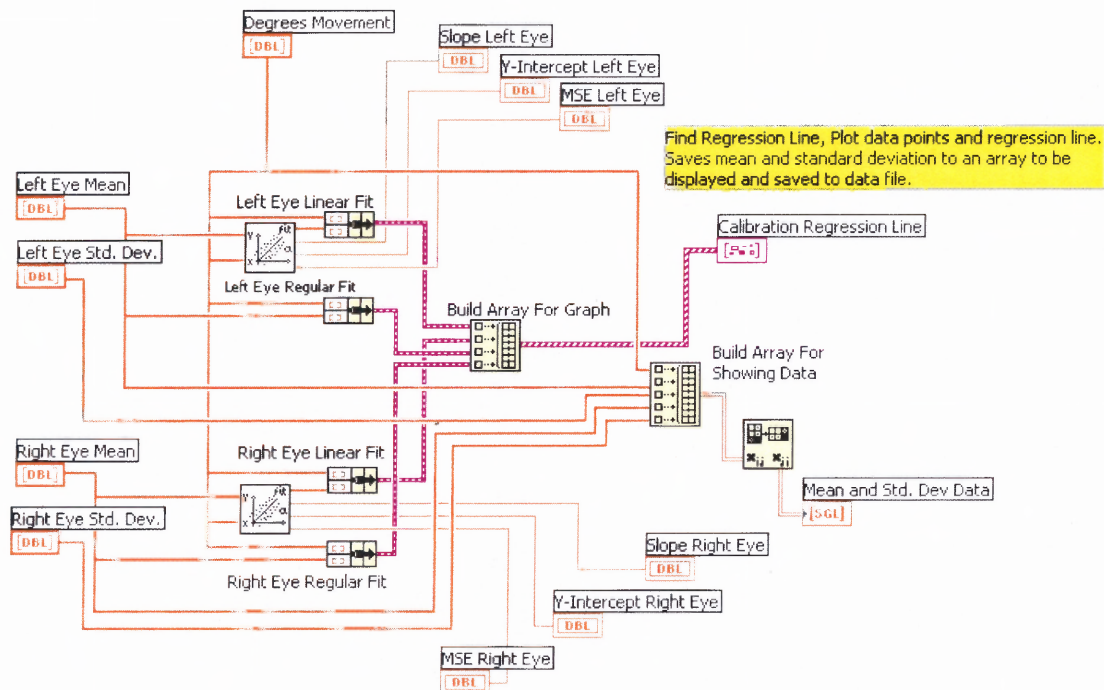 Degrees Movement
[DBL]
Slope Left Eye
DBL
Y-Intercept Left Eye
DBL
MSE Left Eye
DBL
Find Regression Line, Plot data points and regression line.
Saves mean and standard deviation to an array to be
displayed and saved to data file.
Left Eye Mean
[DBL]
Left Eye Linear Fit
Y
X
Fit
Left Eye Std. Dev.
[DBL]
Calibration Regression Line
Left Eye Regular Fit
Build Array For Graph
Build Array For
Showing Data
Right Eye Mean
[DBL]
Right Eye Linear Fit
Y
X
Fit
Mean and Std. Dev Data
[SGL]
Right Eye Std. Dev.
[DBL]
Right Eye Regular Fit
Slope Right Eye
DBL
Y-Intercept Right Eye
DBL
MSE Right Eye
DBL